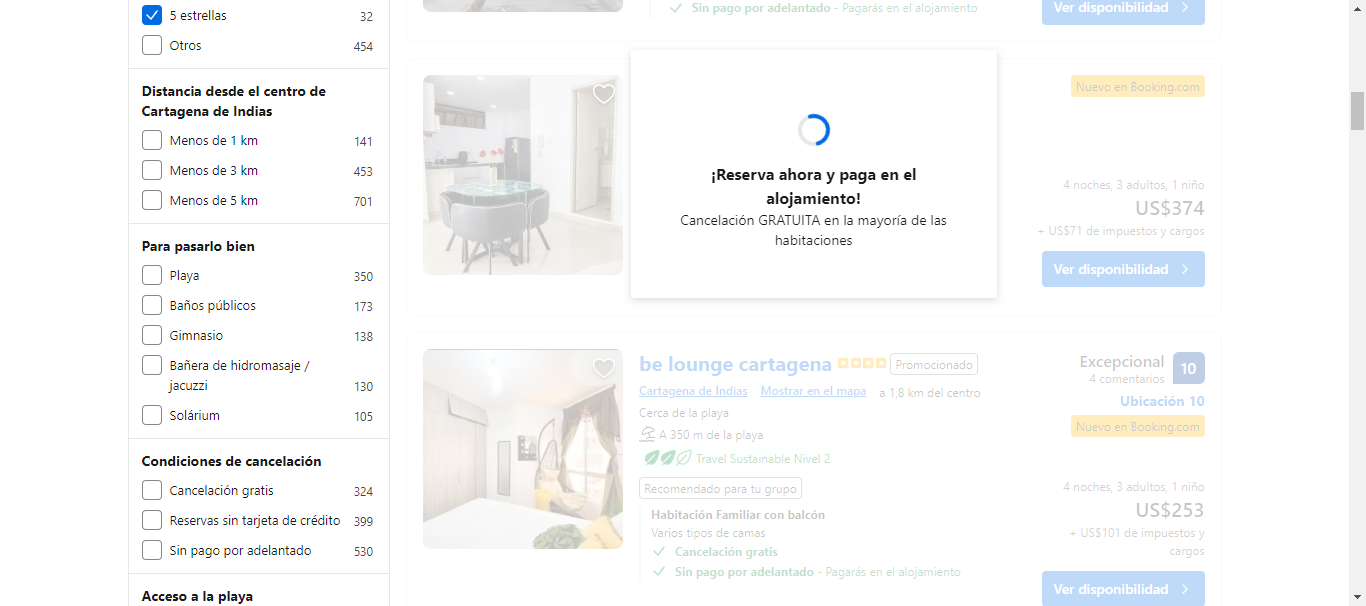 5 estrellas 32
Otros 454
Distancia desde el centro de
Cartagena de Indias
Menos de 1 km 141
Menos de 3 km 453
Menos de 5 km 701
Para pasarlo bien
Playa 350
Baños públicos 173
Gimnasio 138
Bañera de hidromasaje /
jacuzzi 130
Solárium 105
Condiciones de cancelación
Cancelación gratis 324
Reservas sin tarjeta de crédito 399
Sin pago por adelantado 530
Acceso a la playa
Sin pago por adelantado - Pagarás en el alojamiento
Ver disponibilidad
¡Reserva ahora y paga en el
alojamiento!
Cancelación GRATUITA en la mayoría de las
habitaciones
Nuevo en Booking.com
4 noches, 3 adultos, 1 niño
US$374
+ US$71 de impuestos y cargos
Ver disponibilidad
be lounge cartagena Promocionado
Cartagena de Indias Mostrar en el mapa a 1,8 km del centro
Cerca de la playa
A 350 m de la playa
Travel Sustainable Nivel 2
Recomendado para tu grupo
Habitación Familiar con balcón
Varios tipos de camas
Cancelación gratis
Sin pago por adelantado - Pagarás en el alojamiento
Excepcional 10
4 comentarios
Ubicación 10
Nuevo en Booking.com
4 noches, 3 adultos, 1 niño
US$253
+ US$101 de impuestos y
cargos
Ver disponibilidad